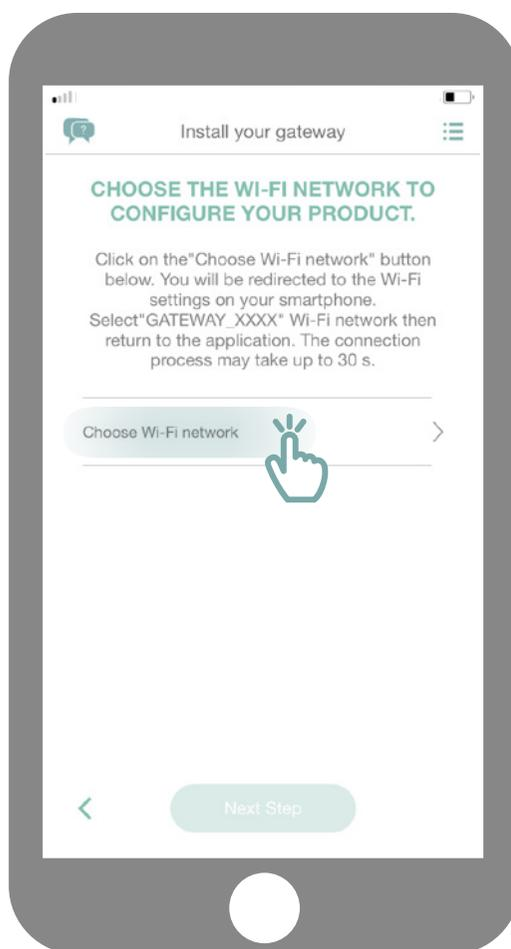 ?
Install your gateway
CHOOSE THE WI-FI NETWORK TO
CONFIGURE YOUR PRODUCT.
Click on the"Choose Wi-Fi network" button
below. You will be redirected to the Wi-Fi
settings on your smartphone.
Select"GATEWAY_XXXX" Wi-Fi network then
return to the application. The connection
process may take up to 30 s.
Choose Wi-Fi network
Next Step